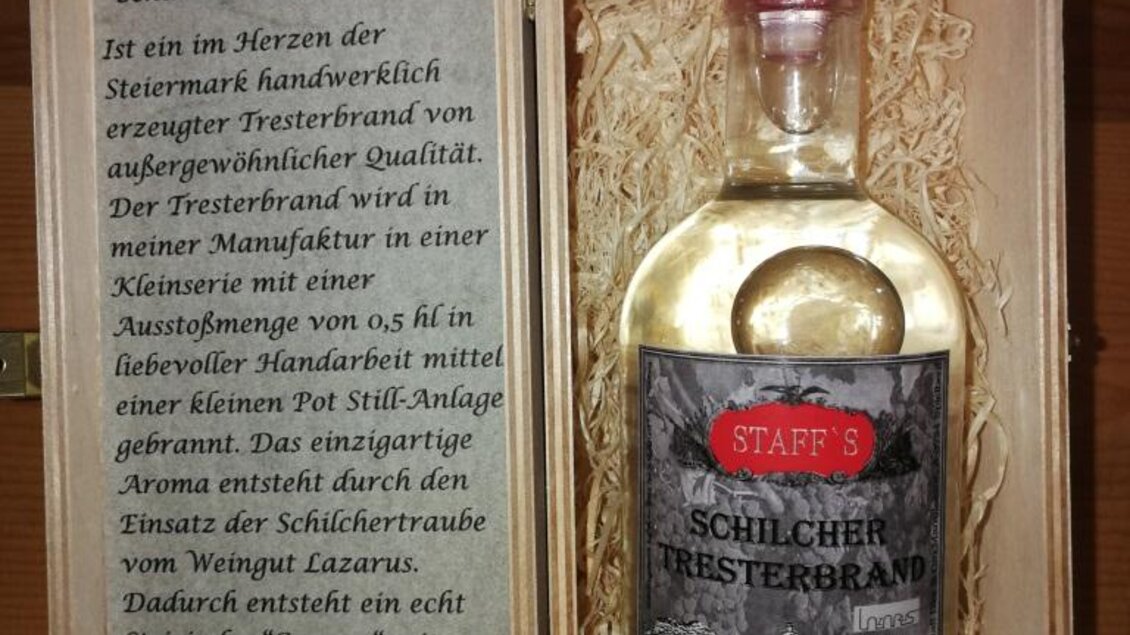 Ist ein im Herzen der
Steiermark handwerklich
erzeugter Tresterbrand von
außergewöhnlicher Qualität.
Der Tresterbrand wird in
meiner Manufaktur in einer
Kleinserie mit einer
Ausstoßmenge von 0,5 hl in
liebevoller Handarbeit mittel
einer kleinen Pot Still-Anlage
gebrannt. Das einzigartige
Aroma entsteht durch den
Einsatz der Schilchertraube
vom Weingut Lazarus.
Dadurch entsteht ein echt
STAFF`S
SCHILCHER
TRESTERBRAND